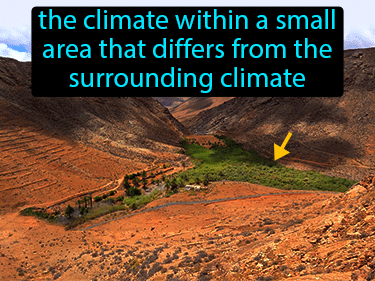 the climate within a small
area that differs from the
surrounding climate